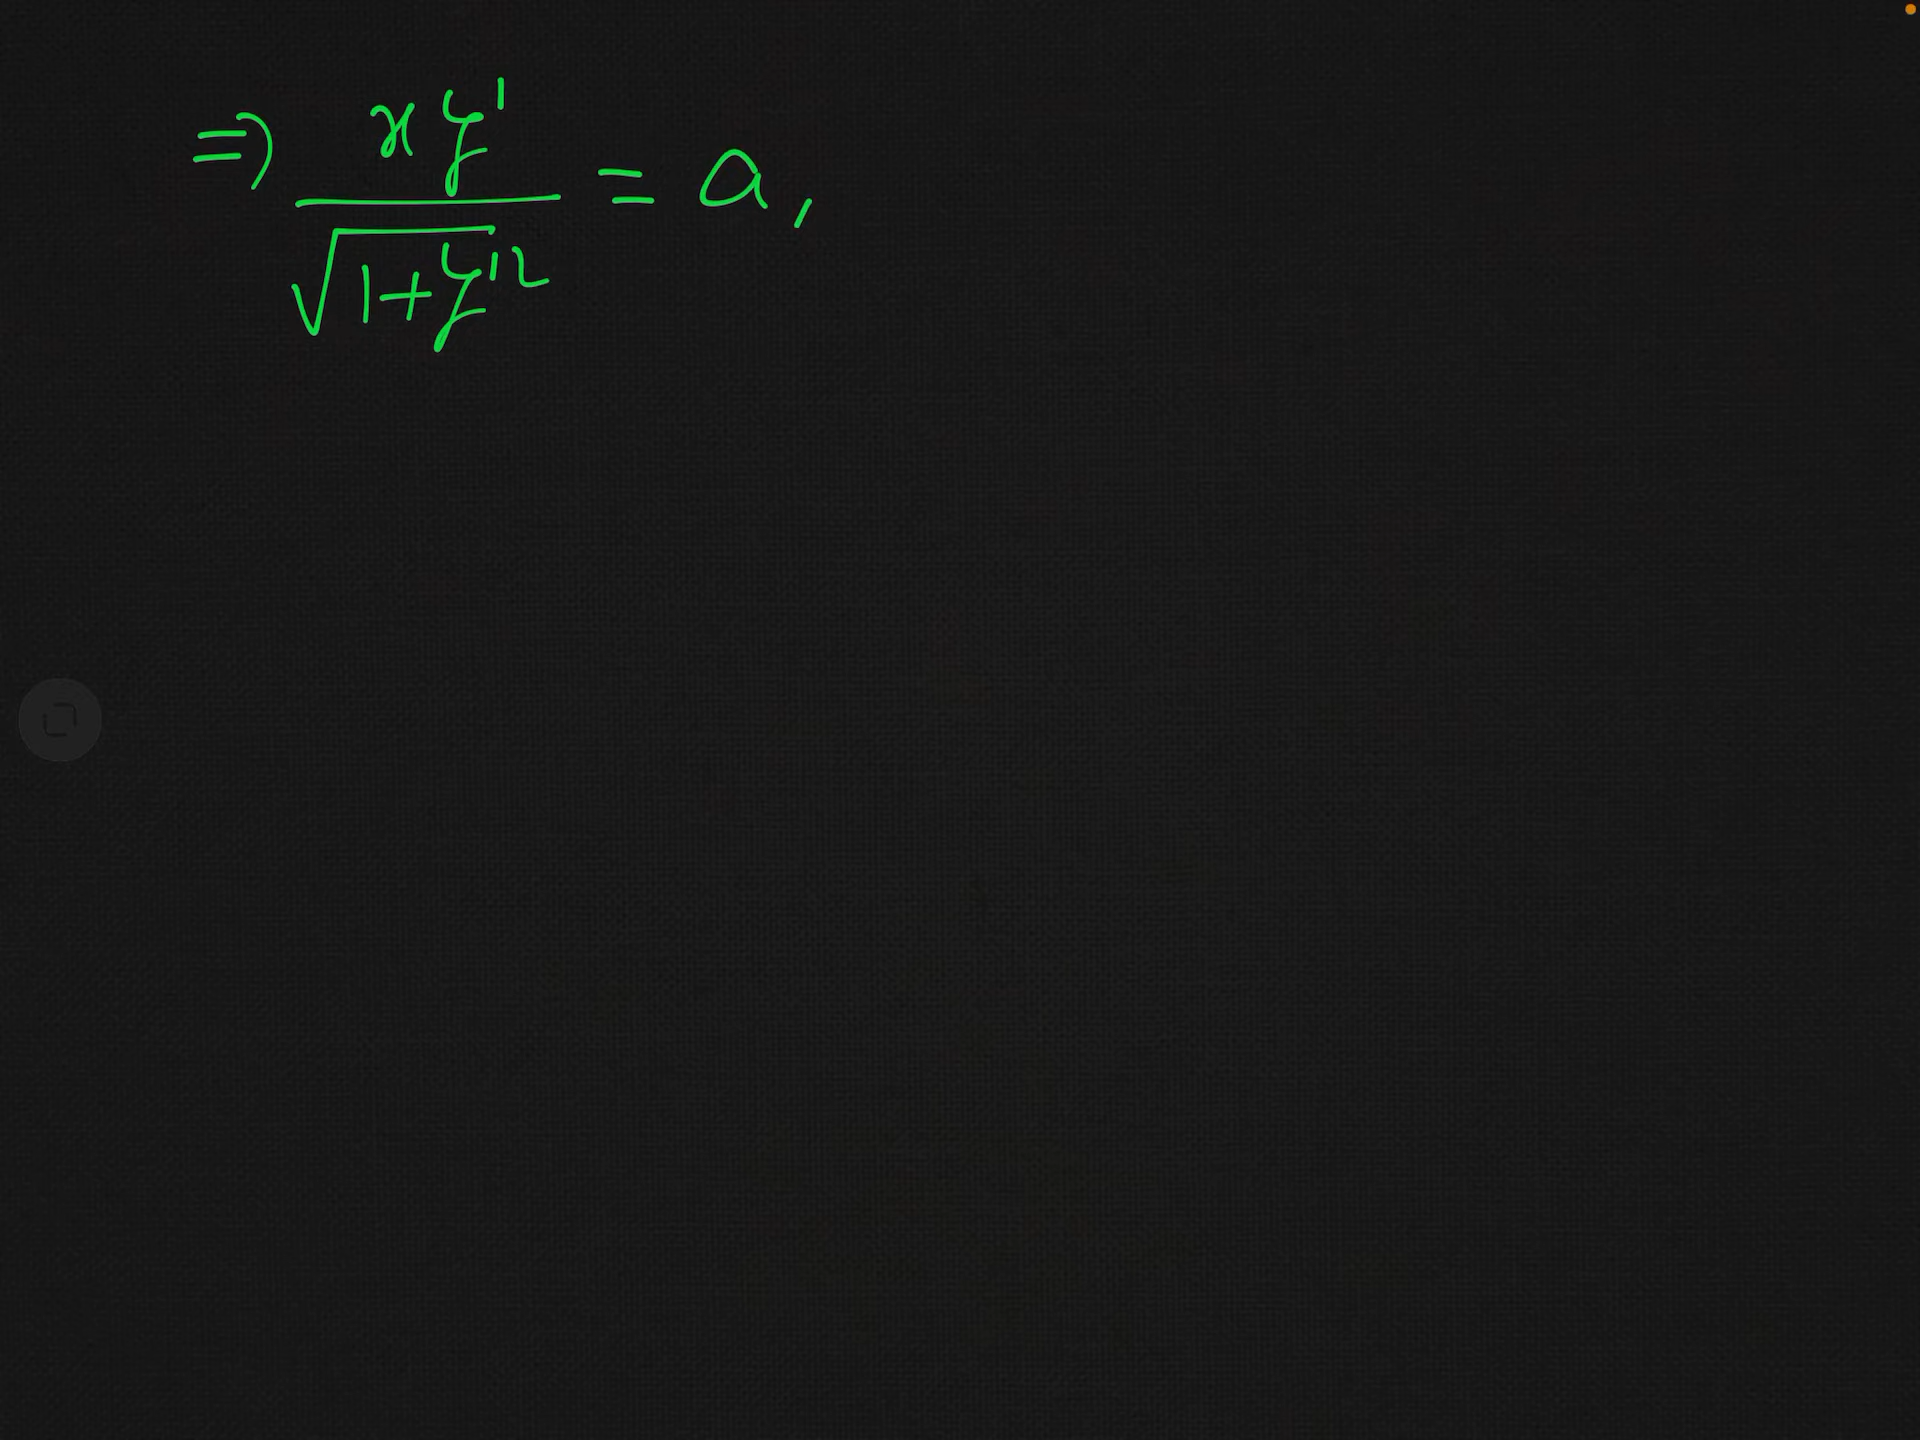 ⇒ xy' / √(1+y'²) = a,